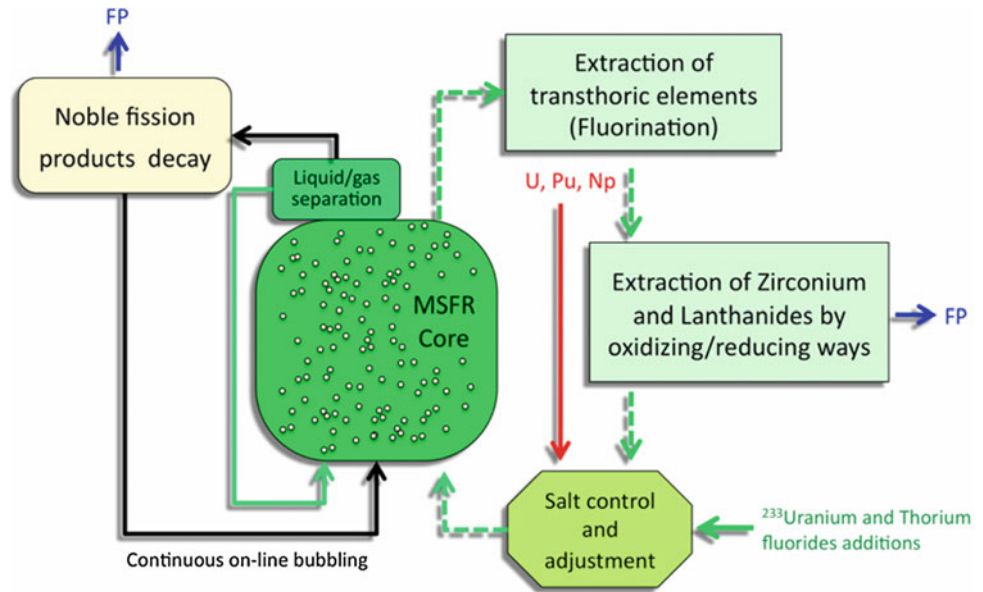 FP
Noble fission
products decay
Liquid/gas
separation
MSFR
Core
Continuous on-line bubbling
Extraction of
transthoric elements
(Fluorination)
U, Pu, Np
Extraction of Zirconium
and Lanthanides by
oxidizing/reducing ways
FP
Salt control
and
adjustment
²³³Uranium and Thorium
fluorides additions